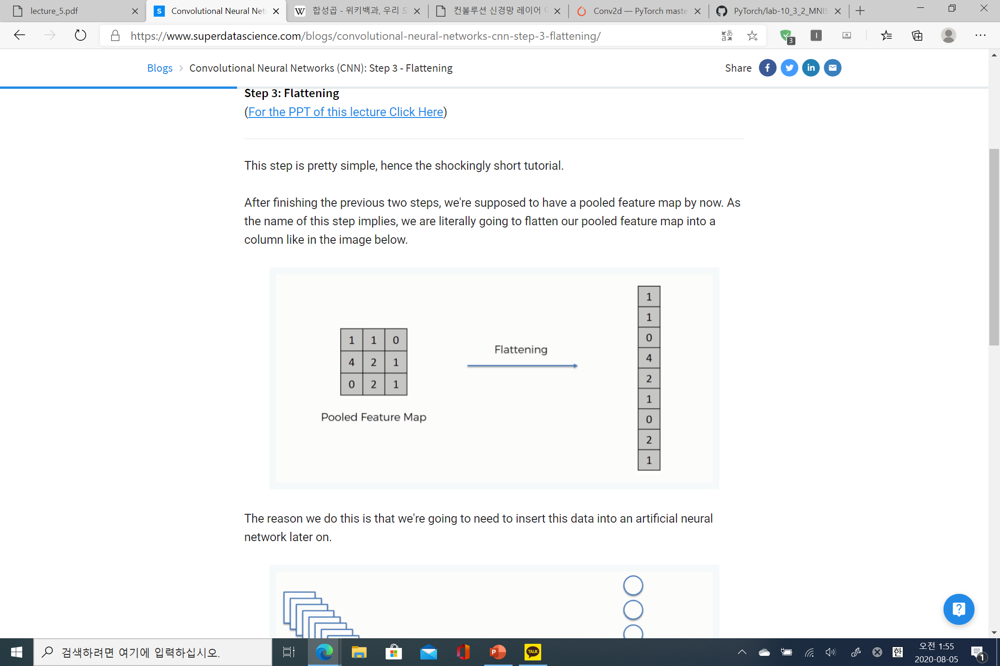 lecture_5.pdf
Convolutional Neural Net
합성곱 - 위키백과, 우리 모
컨볼루션 신경망 레이어 이
Conv2d — PyTorch maste
PyTorch/lab-10_3_2_MNIS
https://www.superdatascience.com/blogs/convolutional-neural-networks-cnn-step-3-flattening/
3
Blogs > Convolutional Neural Networks (CNN): Step 3 - Flattening
Share
Step 3: Flattening
(For the PPT of this lecture Click Here)
This step is pretty simple, hence the shockingly short tutorial.
After finishing the previous two steps, we're supposed to have a pooled feature map by now. As
the name of this step implies, we are literally going to flatten our pooled feature map into a
column like in the image below.
1 1 0
4 2 1
0 2 1
Pooled Feature Map
Flattening
1
1
0
4
2
1
0
2
1
The reason we do this is that we're going to need to insert this data into an artificial neural
network later on.
검색하려면 여기에 입력하십시오.
TALK
한
오전 1:55
2020-08-05
1